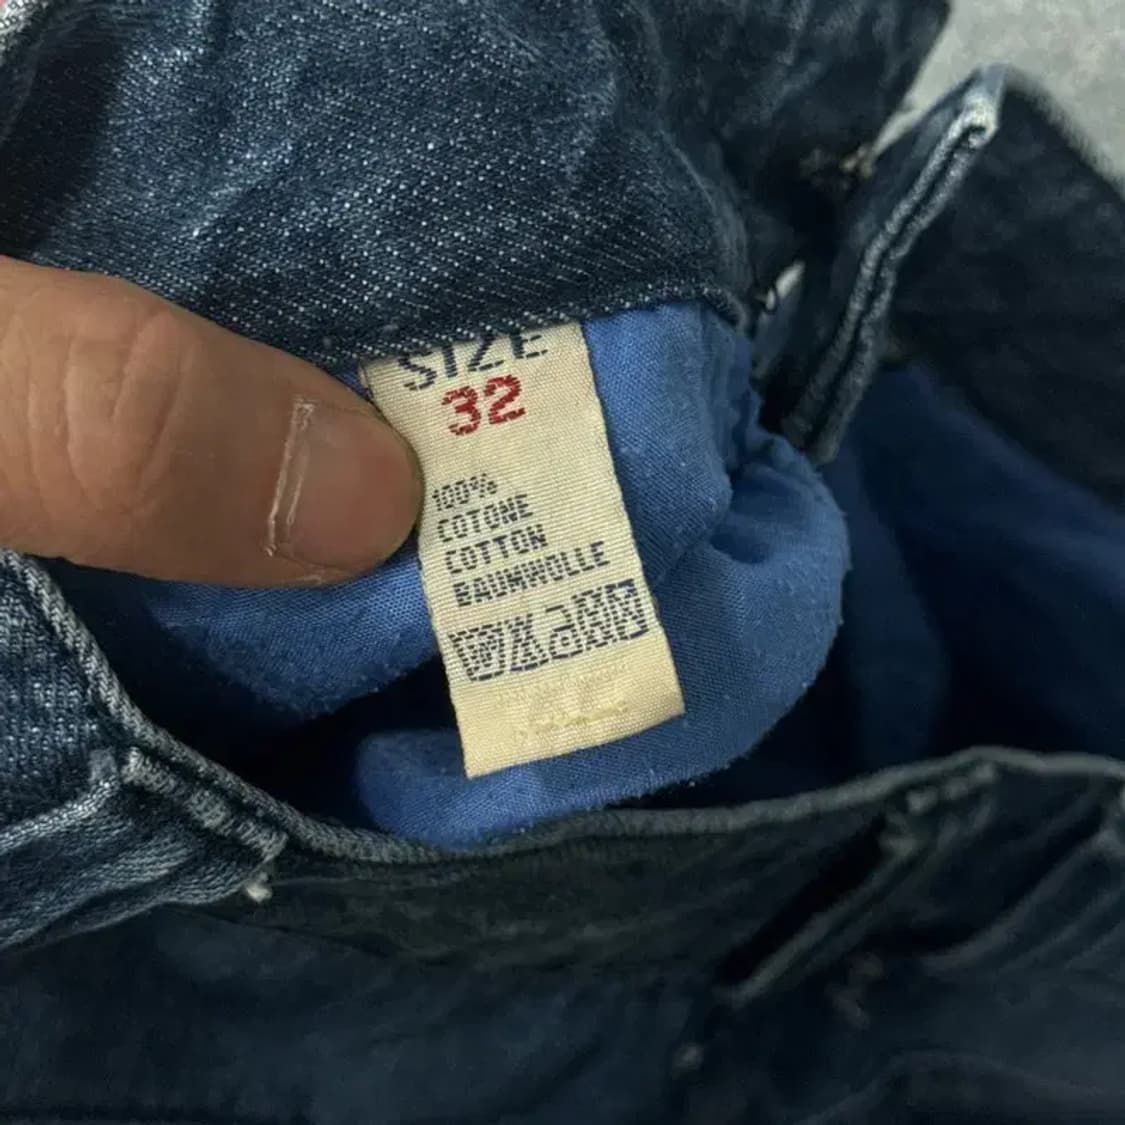 SIZE
32
100%
COTONE
COTTON
BAUMWOLLE